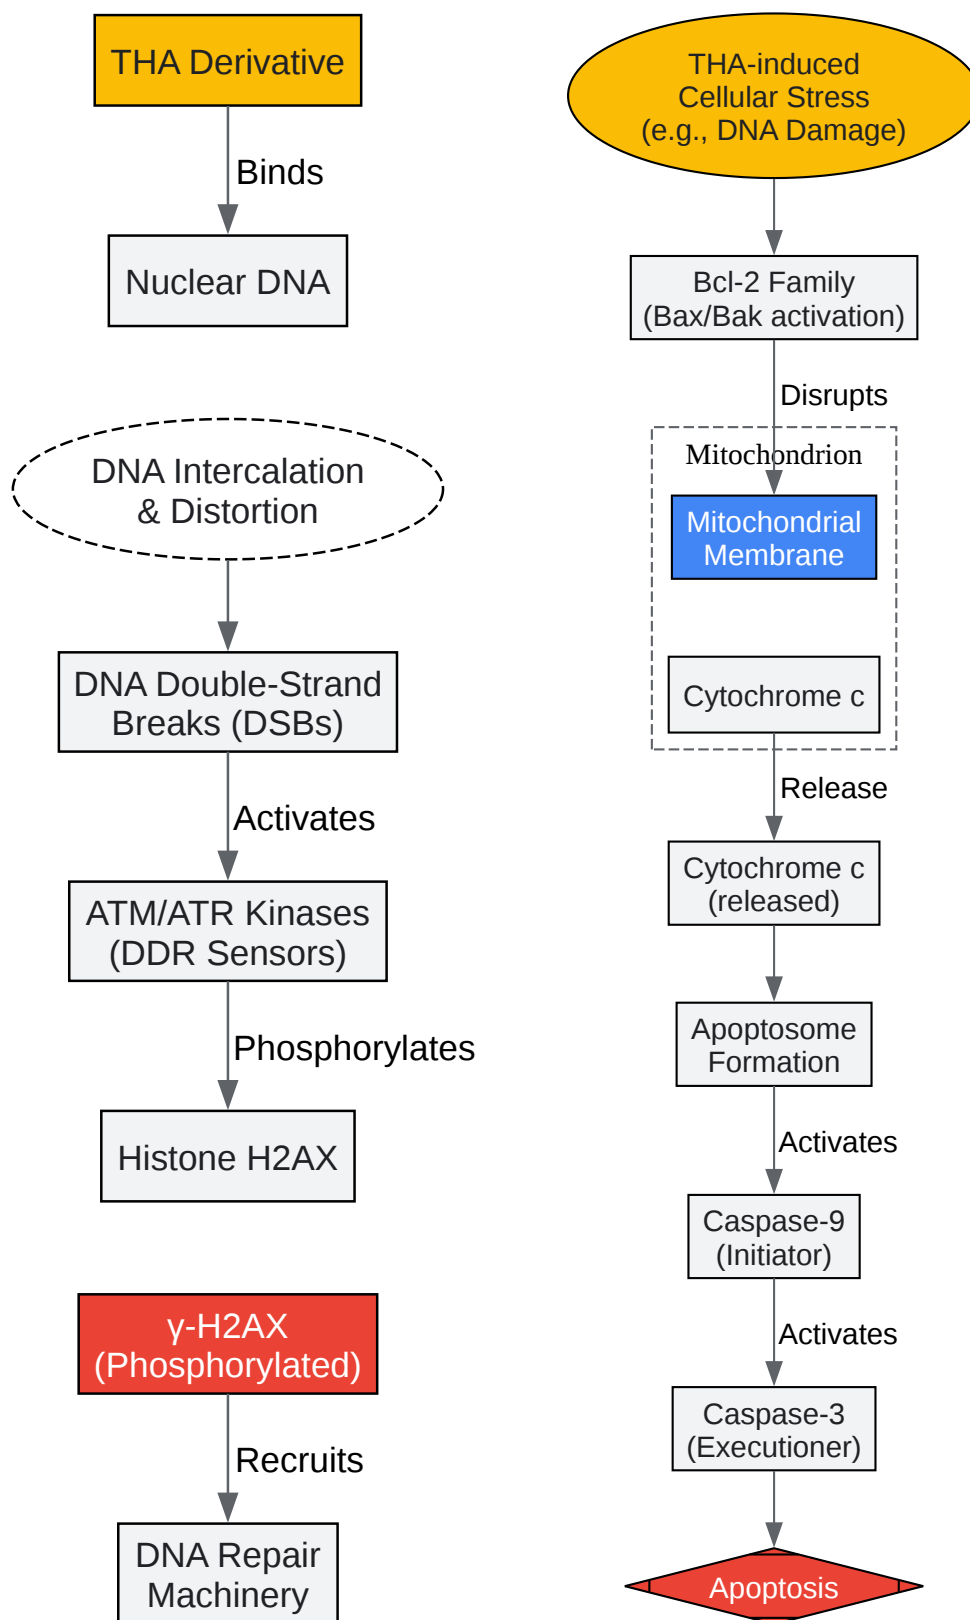 THA Derivative
Binds
Nuclear DNA
DNA Intercalation
& Distortion
DNA Double-Strand
Breaks (DSBs)
Activates
ATM/ATR Kinases
(DDR Sensors)
Phosphorylates
Histone H2AX
γ-H2AX
(Phosphorylated)
Recruits
DNA Repair
Machinery
THA-induced
Cellular Stress
(e.g., DNA Damage)
Bcl-2 Family
(Bax/Bak activation)
Disrupts
Mitochondrion
Mitochondrial
Membrane
Cytochrome c
Release
Cytochrome c
(released)
Apoptosome
Formation
Activates
Caspase-9
(Initiator)
Activates
Caspase-3
(Executioner)
Apoptosis